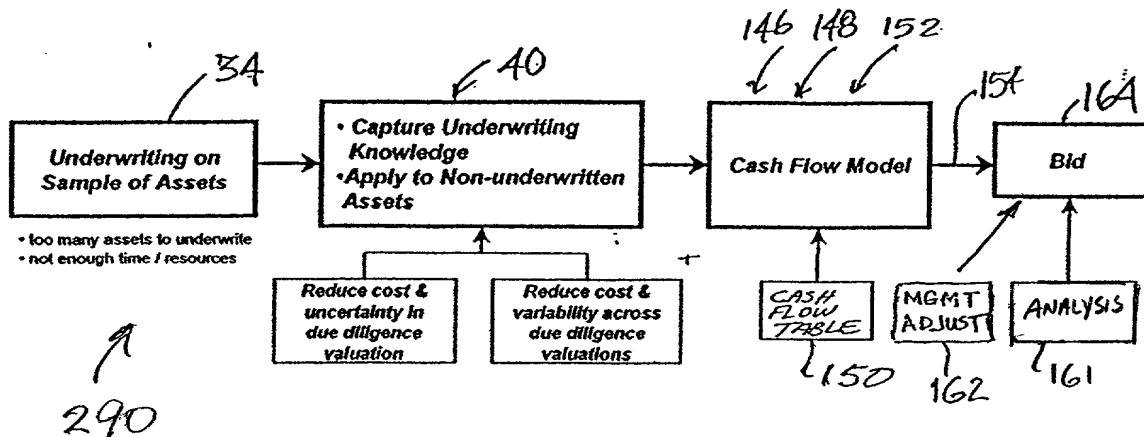 34
40
146 148 152
154
164
Underwriting on
Sample of Assets
• too many assets to underwrite
• not enough time / resources
• Capture Underwriting
Knowledge
•Apply to Non-underwritten
Assets
Cash Flow Model
Bid
Reduce cost &
uncertainty in
due diligence
valuation
Reduce cost &
variability across
due diligence
valuations
CASH
FLOW
TABLE
MGMT
ADJUST
ANALYSIS
150
162
161
290